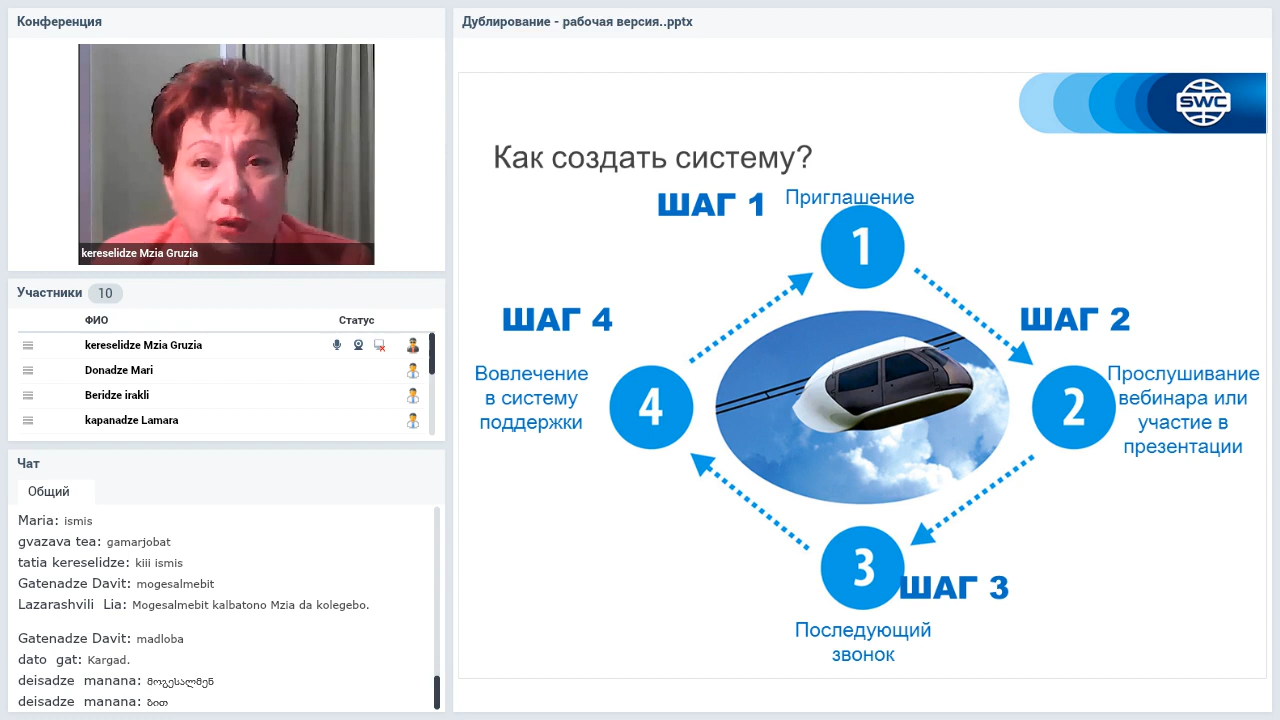 Конференция
kereselidze Mzia Gruzia
Участники 10
ФИО Статус
kereselidze Mzia Gruzia
Donadze Mari
Beridze irakli
kapanadze Lamara
Чат
Общий
Maria: ismis
gvazava tea: gamarjobat
tatia kereselidze: kiii ismis
Gatenadze Davit: mogesalmebit
Lazarashvili Lia: Mogesalmebit kalbatono Mzia da kolegebo.
Gatenadze Davit: madloba
dato gat: Kargad.
deisadze manana: მოგესალმენ
deisadze manana: ბით
Дублирование - рабочая версия..pptx
SWC
Как создать систему?
ШАГ 1
Приглашение
1
ШАГ 2
2
Прослушивание
вебинара или
участие в
презентации
3
ШАГ 3
Последующий
звонок
ШАГ 4
4
Вовлечение
в систему
поддержки